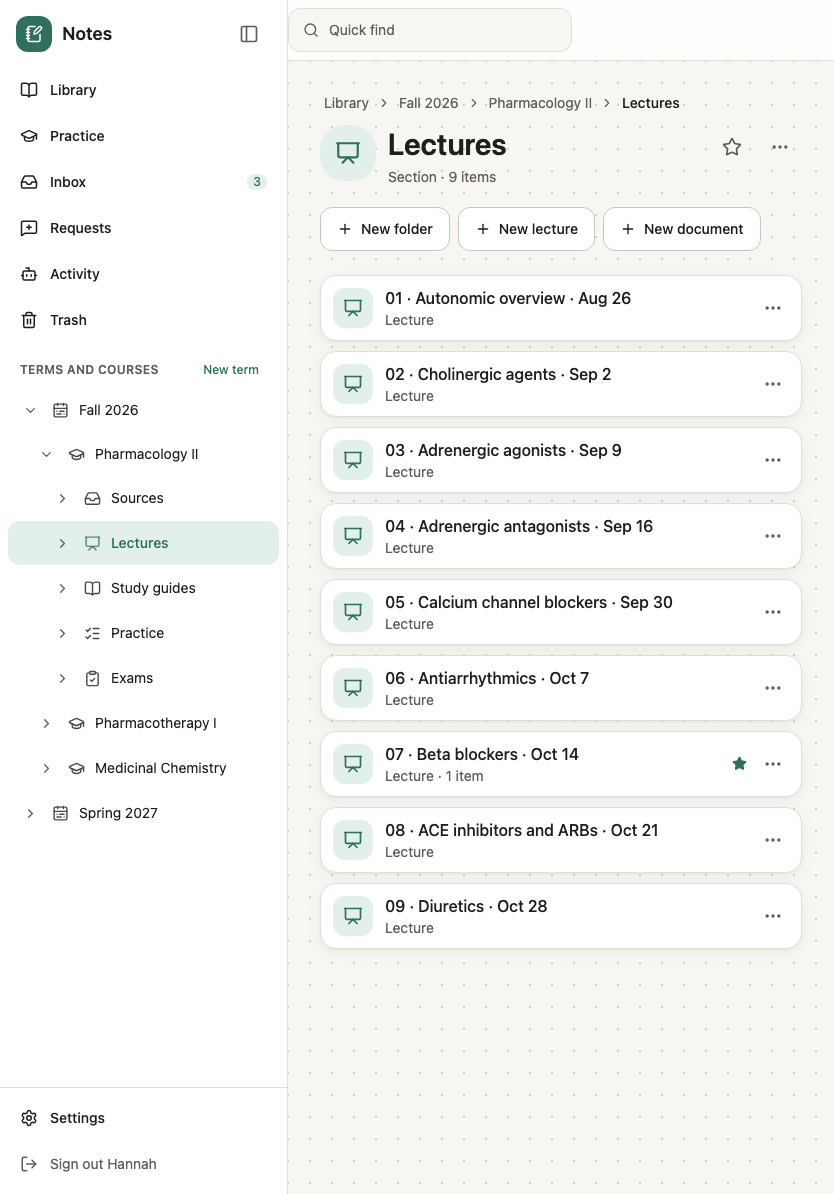 Notes
Library
Practice
Inbox 3
Requests
Activity
Trash
TERMS AND COURSES New term
Fall 2026
Pharmacology II
Sources
Lectures
Study guides
Practice
Exams
Pharmacotherapy I
Medicinal Chemistry
Spring 2027
Settings
Sign out Hannah
Quick find
Library > Fall 2026 > Pharmacology II > Lectures
Lectures
Section · 9 items
+ New folder + New lecture + New document
01 · Autonomic overview · Aug 26
Lecture
02 · Cholinergic agents · Sep 2
Lecture
03 · Adrenergic agonists · Sep 9
Lecture
04 · Adrenergic antagonists · Sep 16
Lecture
05 · Calcium channel blockers · Sep 30
Lecture
06 · Antiarrhythmics · Oct 7
Lecture
07 · Beta blockers · Oct 14
Lecture · 1 item
08 · ACE inhibitors and ARBs · Oct 21
Lecture
09 · Diuretics · Oct 28
Lecture